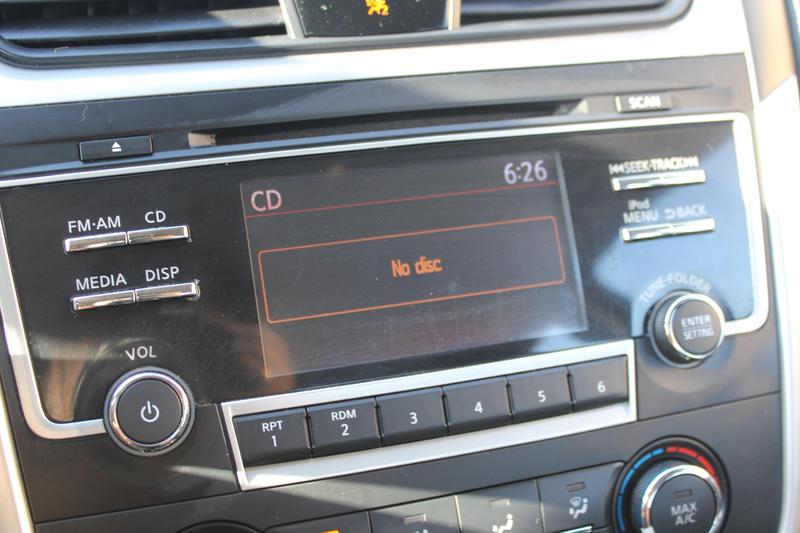 SCAN
6:26
CD
SEEK·TRACK
FM·AM
CD
iPod
MENU
BACK
No disc
MEDIA
DISP
TUNE·FOLDER
ENTER
SETTING
VOL
RPT
1
RDM
2
3
4
5
6
MAX
A/C